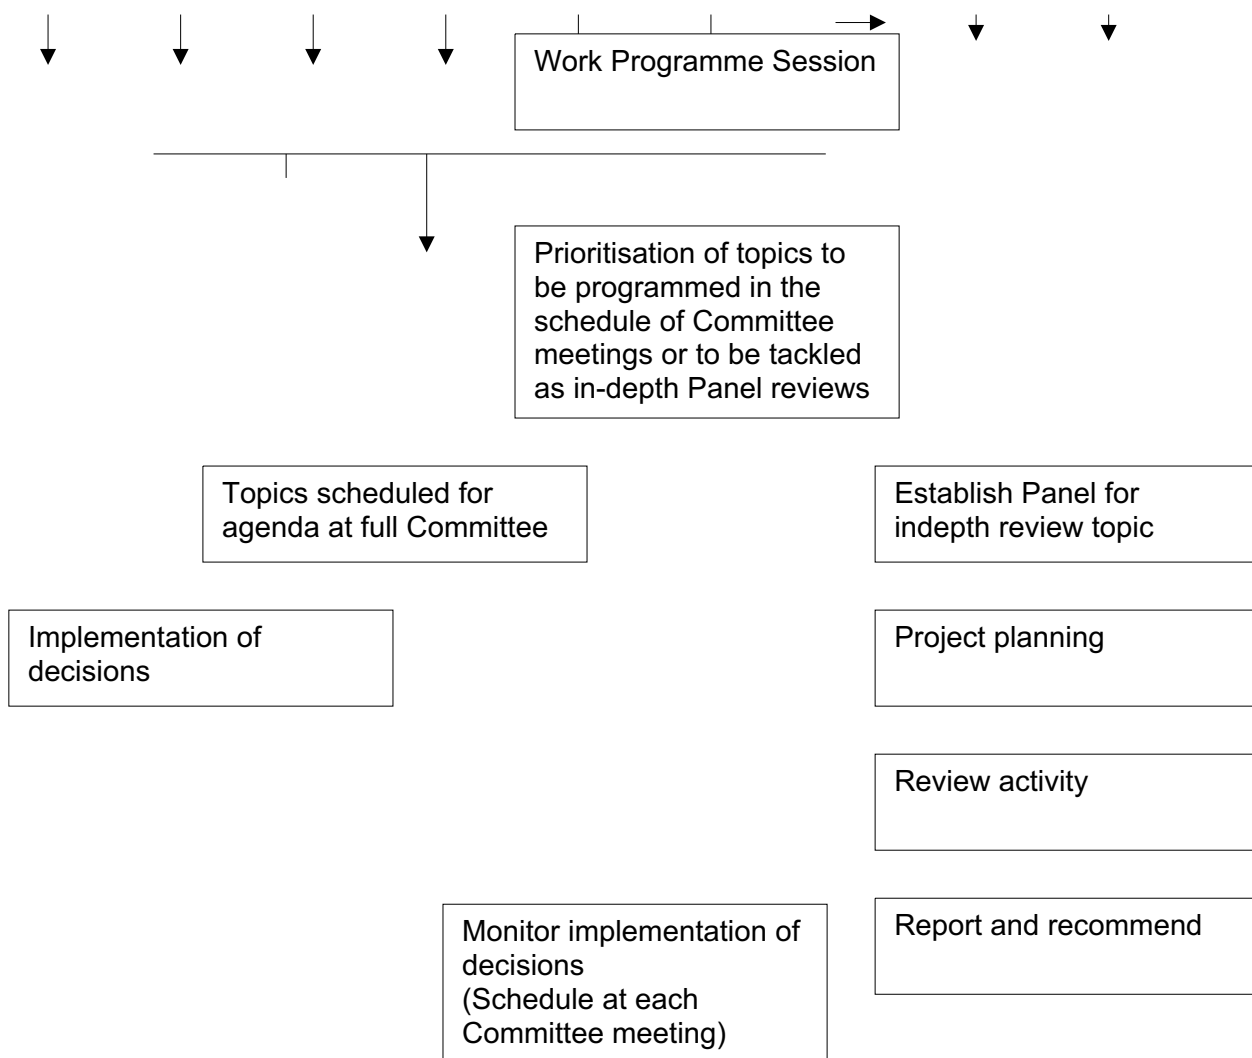 Work Programme Session
Prioritisation of topics to
be programmed in the
schedule of Committee
meetings or to be tackled
as in-depth Panel reviews
Topics scheduled for
agenda at full Committee
Establish Panel for
indepth review topic
Implementation of
decisions
Project planning
Review activity
Monitor implementation of
decisions
(Schedule at each
Committee meeting)
Report and recommend